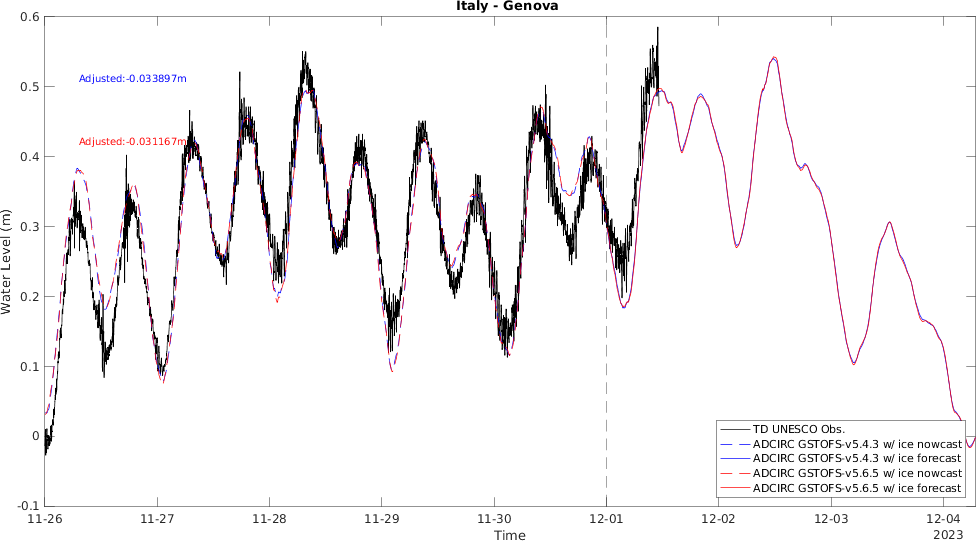 Italy - Genova
0.6
0.5
0.4
0.3
0.2
0.1
0
-0.1
Water Level (m)
Adjusted:-0.033897m
Adjusted:-0.031167m
TD UNESCO Obs.
ADCIRC GSTOFS-v5.4.3 w/ ice nowcast
ADCIRC GSTOFS-v5.4.3 w/ ice forecast
ADCIRC GSTOFS-v5.6.5 w/ ice nowcast
ADCIRC GSTOFS-v5.6.5 w/ ice forecast
11-26 11-27 11-28 11-29 11-30 12-01 12-02 12-03 12-04
Time
2023